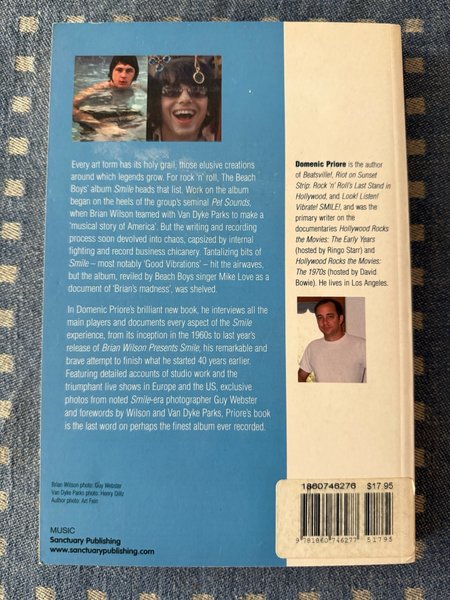 Every art form has its holy grail, those elusive creations
around which legends grow. For rock 'n' roll, The Beach
Boys' album Smile heads that list. Work on the album
began on the heels of the group's seminal Pet Sounds,
when Brian Wilson teamed with Van Dyke Parks to make a
'musical story of America'. But the writing and recording
process soon devolved into chaos, capsized by internal
fighting and record business chicanery. Tantalizing bits of
Smile – most notably 'Good Vibrations' – hit the airwaves,
but the album, reviled by Beach Boys singer Mike Love as a
document of 'Brian's madness', was shelved.
In Domenic Priore's brilliant new book, he interviews all the
main players and documents every aspect of the Smile
experience, from its inception in the 1960s to last year's
release of Brian Wilson Presents Smile, his remarkable and
brave attempt to finish what he started 40 years earlier.
Featuring detailed accounts of studio work and the
triumphant live shows in Europe and the US, exclusive
photos from noted Smile-era photographer Guy Webster
and forewords by Wilson and Van Dyke Parks, Priore's book
is the last word on perhaps the finest album ever recorded.
Domenic Priore is the author
of Beatsville!, Riot on Sunset
Strip: Rock 'n' Roll's Last Stand in
Hollywood, and Look! Listen!
Vibrate! SMILE!, and was the
primary writer on the
documentaries Hollywood Rocks
the Movies: The Early Years
(hosted by Ringo Starr) and
Hollywood Rocks the Movies:
The 1970s (hosted by David
Bowie). He lives in Los Angeles.
Brian Wilson photo: Guy Webster
Van Dyke Parks photo: Henry Diltz
Author photo: Art Fein
MUSIC
Sanctuary Publishing
www.sanctuarypublishing.com
1860746276 $17.95
9 781860 746277 51795